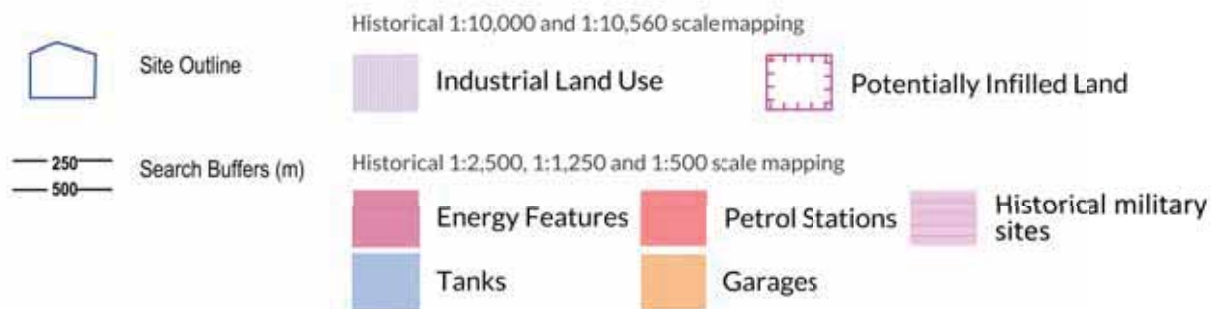 Historical 1:10,000 and 1:10,560 scalemapping
Site Outline
Industrial Land Use
Potentially Infilled Land
250
500
Search Buffers (m)
Historical 1:2,500, 1:1,250 and 1:500 scale mapping
Energy Features
Petrol Stations
Historical military
sites
Tanks
Garages